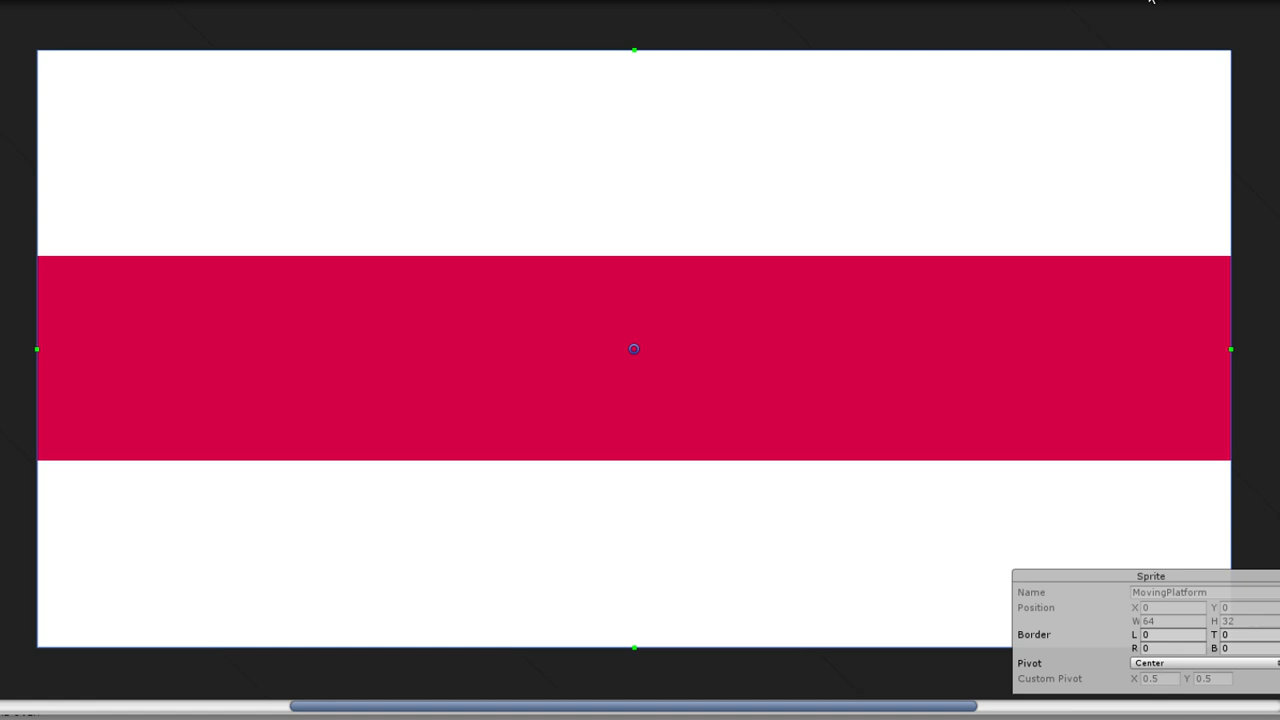 Sprite
Name MovingPlatform
Position X 0 Y 0
W 64 H 32
Border L 0 T 0
R 0 B 0
Pivot Center
Custom Pivot X 0.5 Y 0.5